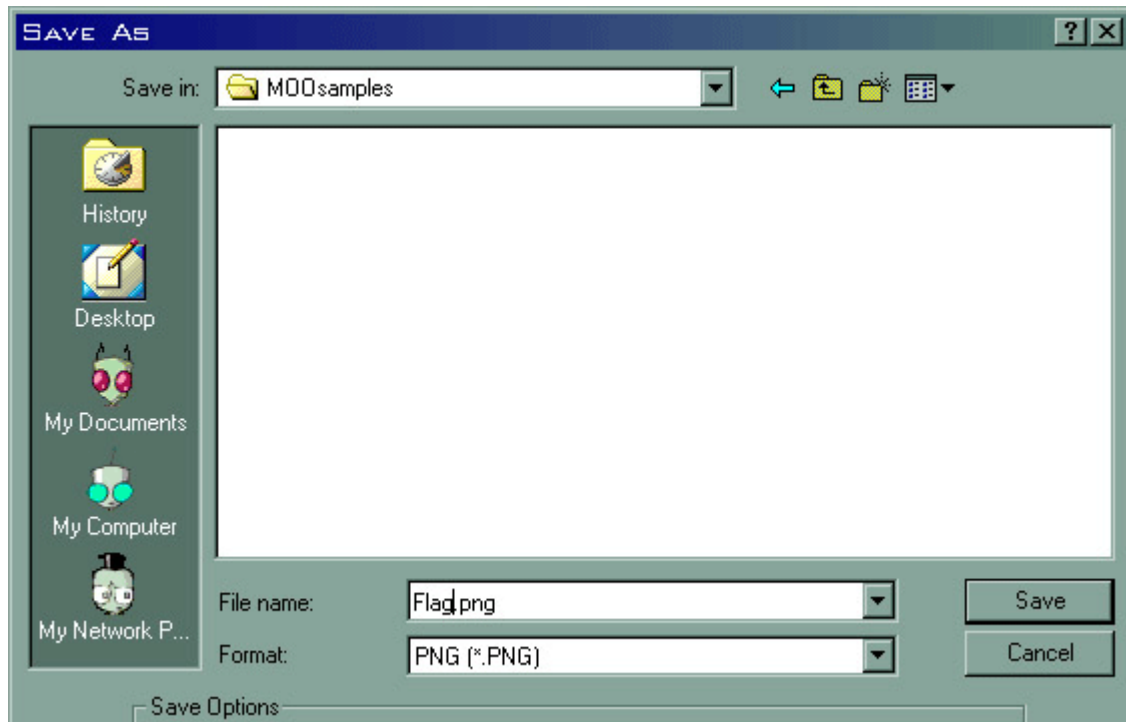 Save As
Save in:
MOOsamples
History
Desktop
My Documents
My Computer
My Network P...
File name:
Flag.png
Save
Format:
PNG (*.PNG)
Cancel
Save Options